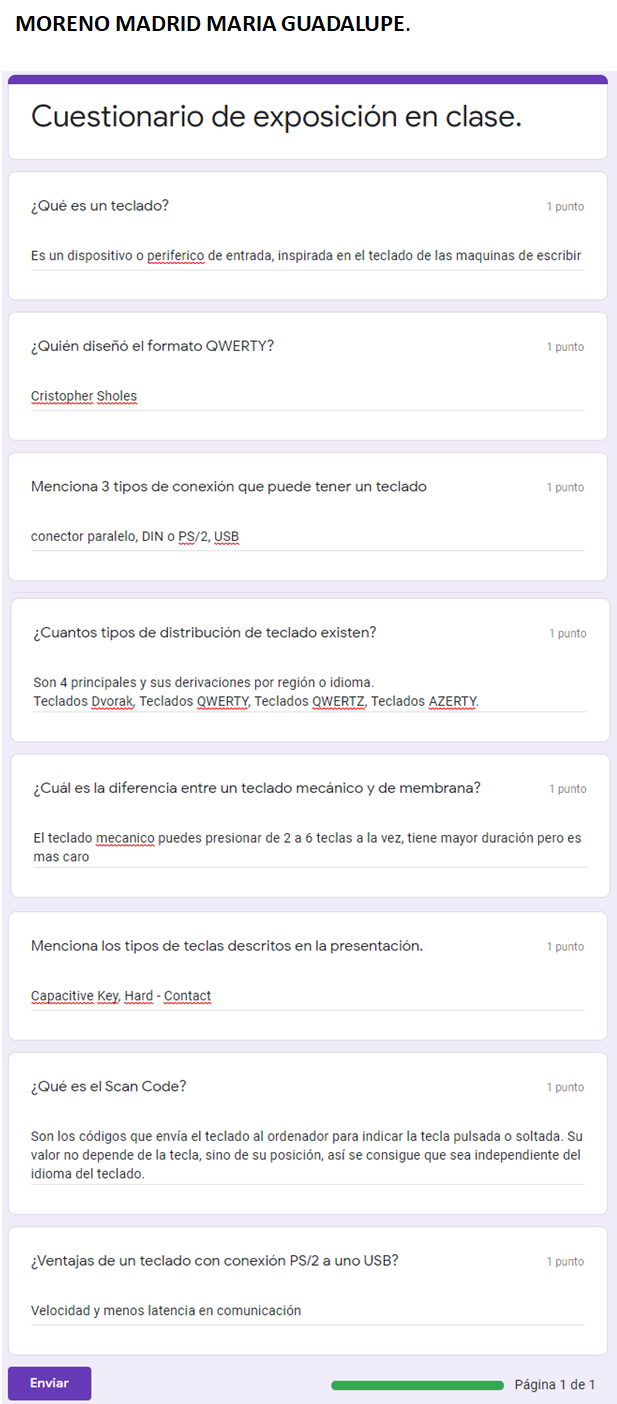 MORENO MADRID MARIA GUADALUPE.
Cuestionario de exposición en clase.
¿Qué es un teclado? 1 punto
Es un dispositivo o periferico de entrada, inspirada en el teclado de las maquinas de escribir
¿Quién diseñó el formato QWERTY? 1 punto
Cristopher Sholes
Menciona 3 tipos de conexión que puede tener un teclado 1 punto
conector paralelo, DIN o PS/2, USB
¿Cuantos tipos de distribución de teclado existen? 1 punto
Son 4 principales y sus derivaciones por región o idioma.
Teclados Dvorak, Teclados QWERTY, Teclados QWERTZ, Teclados AZERTY.
¿Cuál es la diferencia entre un teclado mecánico y de membrana? 1 punto
El teclado mecanico puedes presionar de 2 a 6 teclas a la vez, tiene mayor duración pero es
mas caro
Menciona los tipos de teclas descritos en la presentación. 1 punto
Capacitive Key, Hard - Contact
¿Qué es el Scan Code? 1 punto
Son los códigos que envía el teclado al ordenador para indicar la tecla pulsada o soltada. Su
valor no depende de la tecla, sino de su posición, así se consigue que sea independiente del
idioma del teclado.
¿Ventajas de un teclado con conexión PS/2 a uno USB? 1 punto
Velocidad y menos latencia en comunicación
Enviar Página 1 de 1